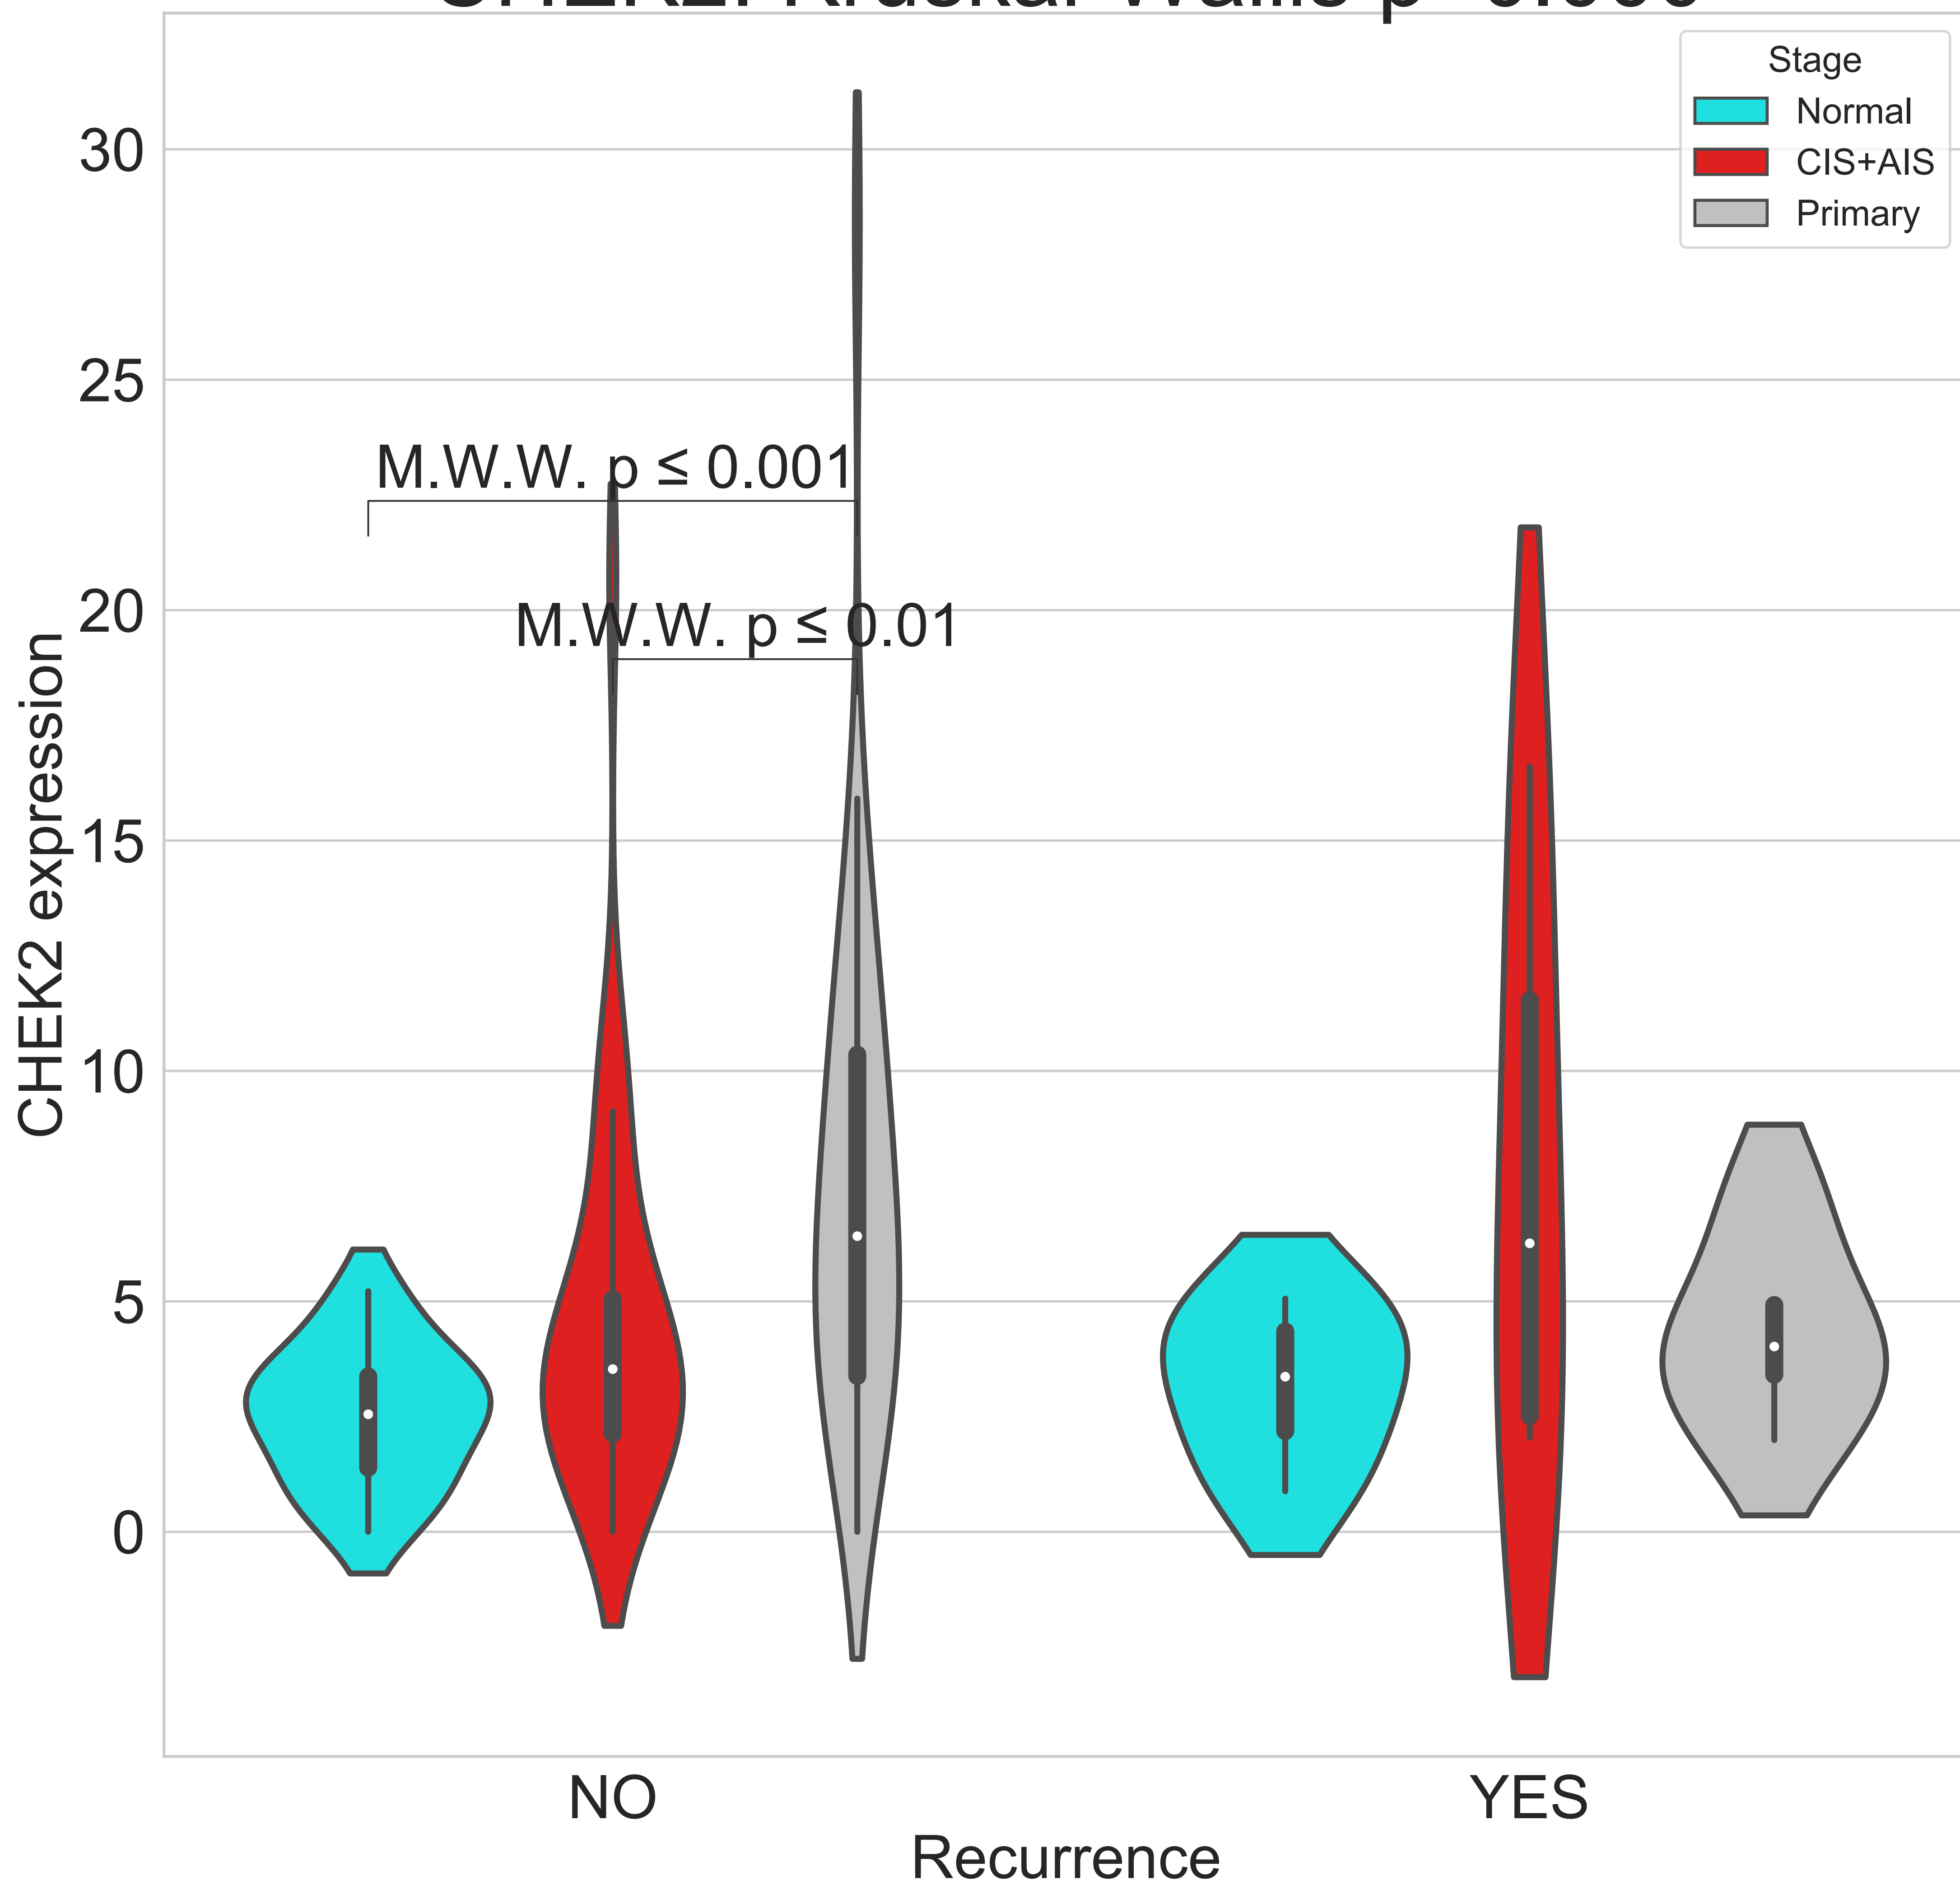 Stage
Normal
CIS+AIS
Primary
30
25
20
15
10
5
0
CHEK2 expression
M.W.W. p ≤ 0.001
M.W.W. p ≤ 0.01
NO
YES
Recurrence